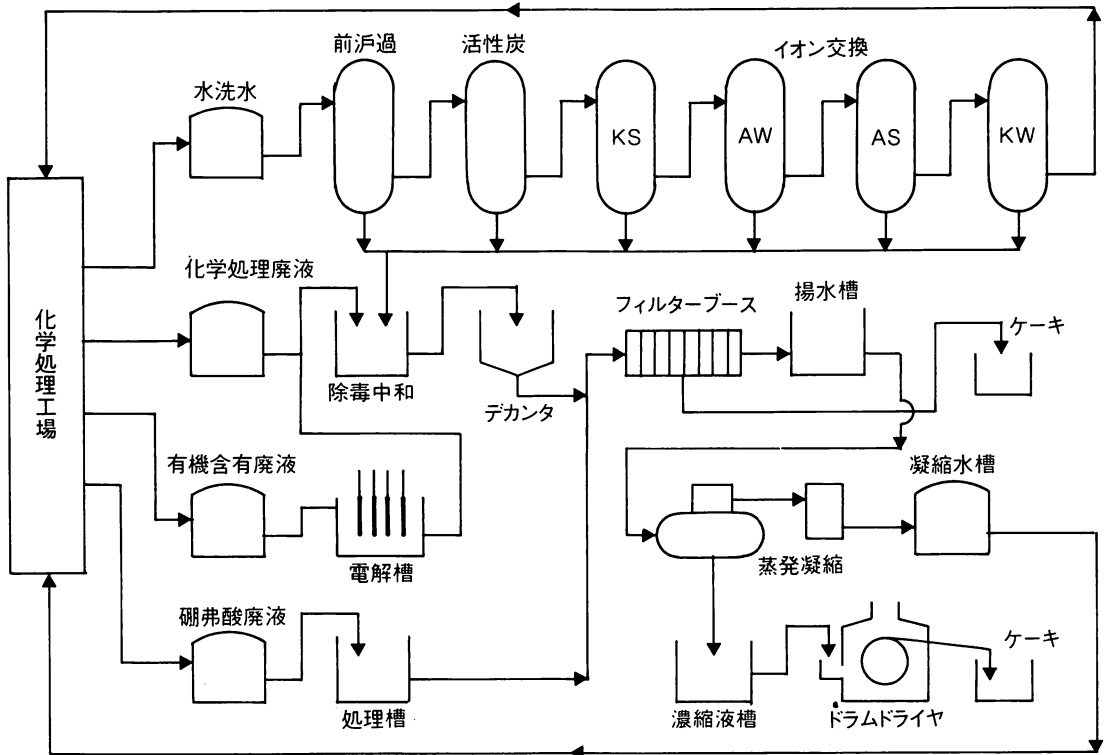 前沪過
活性炭
イオン交換
水洗水
KS
AW
AS
KW
化学処理廃液
フィルターブース
揚水槽
ケーキ
除毒中和
デカンタ
化学処理工場
有機含有廃液
凝縮水槽
電解槽
蒸発凝縮
硼弗酸廃液
ケーキ
処理槽
濃縮液槽
ドラムドライヤ